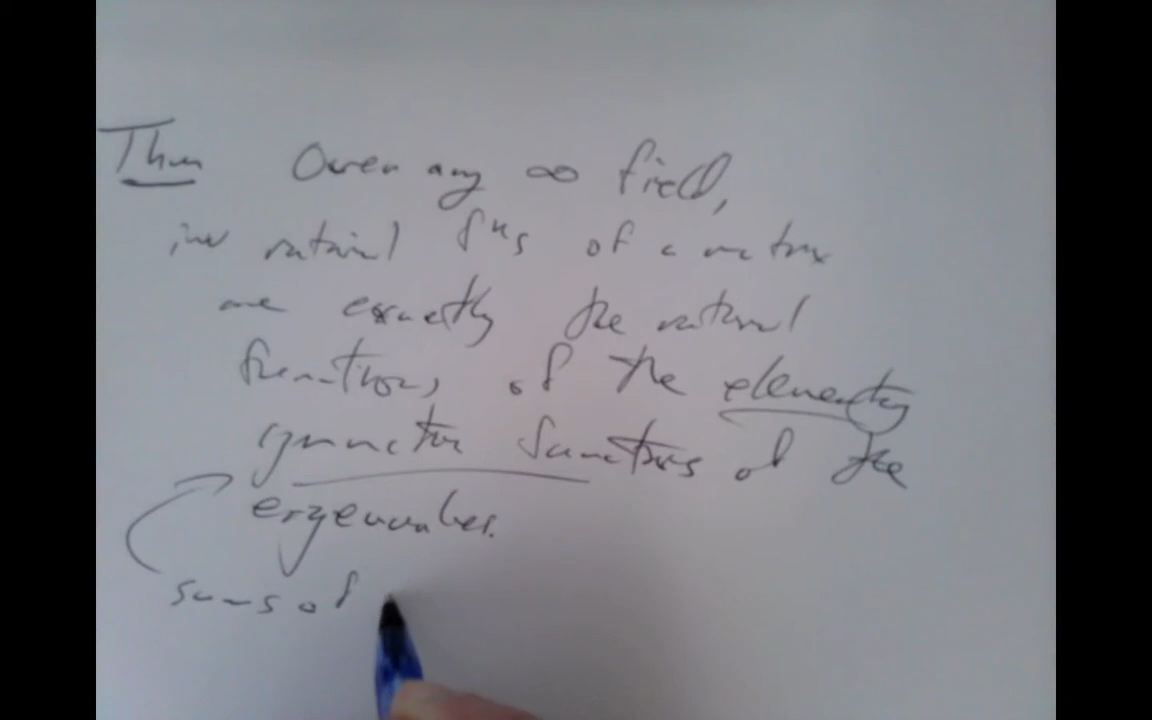 Thm Over any ∞ field,
inv rational fns of a matrix
are exactly the rational
functions of the elementary
symmetric functions of the
eigenvalues.
sums of